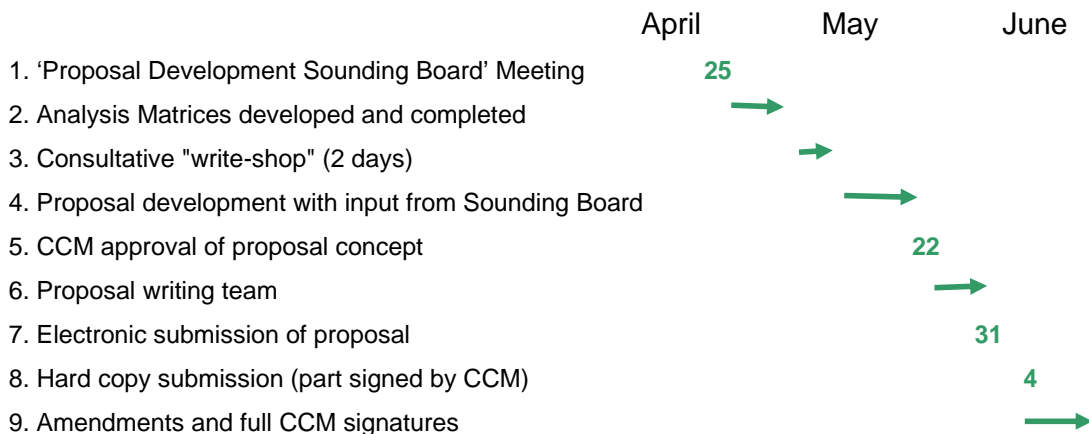 April May June
1. ‘Proposal Development Sounding Board’ Meeting 25
2. Analysis Matrices developed and completed
3. Consultative "write-shop" (2 days)
4. Proposal development with input from Sounding Board
5. CCM approval of proposal concept 22
6. Proposal writing team
7. Electronic submission of proposal 31
8. Hard copy submission (part signed by CCM) 4
9. Amendments and full CCM signatures